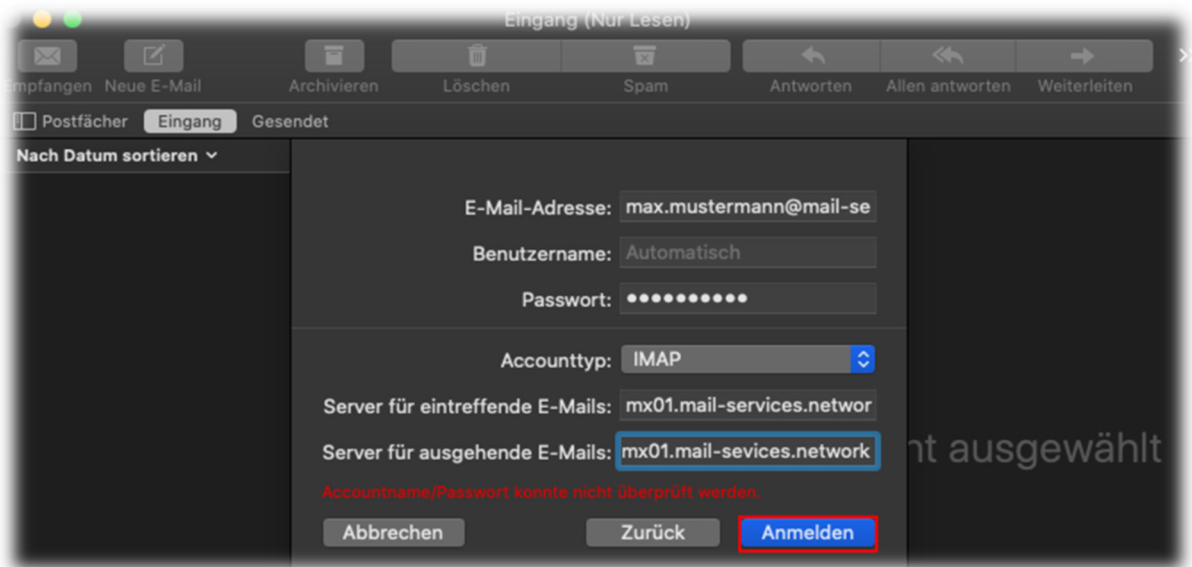 Eingang (Nur Lesen)
Empfangen Neue E-Mail Archivieren Löschen Spam Antworten Allen antworten Weiterleiten
Postfächer Eingang Gesendet
Nach Datum sortieren
E-Mail-Adresse: max.mustermann@mail-se
Benutzername: Automatisch
Passwort: ●●●●●●●●●●
Accounttyp: IMAP
Server für eintreffende E-Mails: mx01.mail-services.networ
Server für ausgehende E-Mails: mx01.mail-sevices.network
ausgewählt
Accountname/Passwort konnte nicht überprüft werden.
Abbrechen Zurück Anmelden